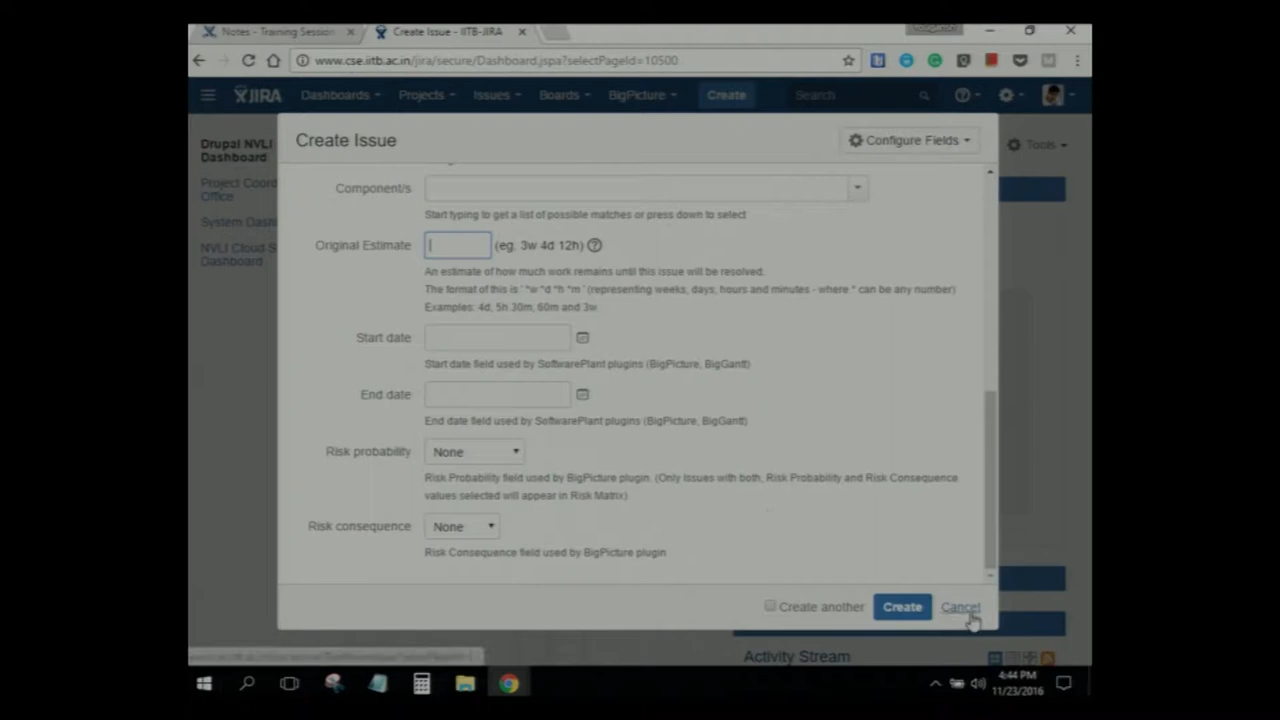 Notes - Training Session
Create Issue - IITB-JIRA
www.cse.iitb.ac.in/jira/secure/Dashboard.jspa?selectPageId=10500
JIRA Dashboards Projects Issues Boards BigPicture Create Search
Drupal NVLI
Dashboard
Project Coord
Office
System Dash
NVLI Cloud S
Dashboard
Tools
Create Issue
Configure Fields
Component/s
Start typing to get a list of possible matches or press down to select
Original Estimate (eg. 3w 4d 12h)
An estimate of how much work remains until this issue will be resolved.
The format of this is ' *w *d *h *m ' (representing weeks, days, hours and minutes - where * can be any number)
Examples: 4d, 5h 30m, 60m and 3w.
Start date
Start date field used by SoftwarePlant plugins (BigPicture, BigGantt)
End date
End date field used by SoftwarePlant plugins (BigPicture, BigGantt)
Risk probability None
Risk Probability field used by BigPicture plugin. (Only Issues with both, Risk Probability and Risk Consequence
values selected will appear in Risk Matrix)
Risk consequence None
Risk Consequence field used by BigPicture plugin
Create another Create Cancel
Activity Stream
4:44 PM
11/23/2016